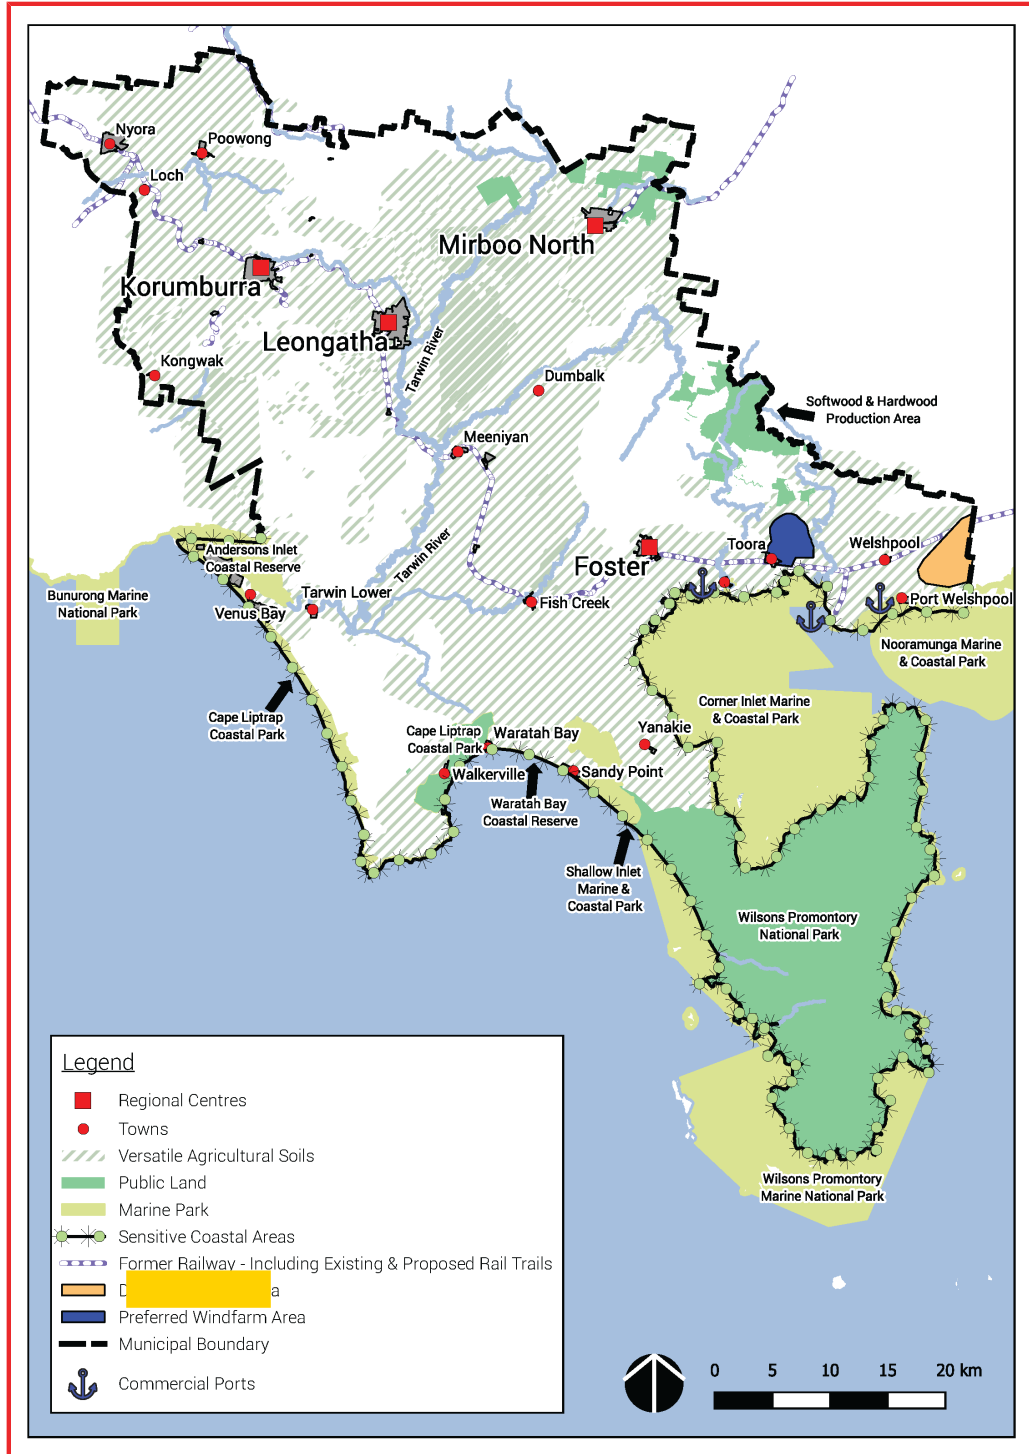 Nyora
Poowong
Loch
Mirboo North
Korumburra
Leongatha
Tarwin River
Kongwak
Dumbalk
Softwood & Hardwood
Production Area
Meeniyan
Tarwin River
Andersons Inlet
Coastal Reserve
Toora
Welshpool
Foster
Bunurong Marine
National Park
Venus Bay
Tarwin Lower
Fish Creek
Port Welshpool
Nooramunga Marine
& Coastal Park
Cape Liptrap
Coastal Park
Corner Inlet Marine
& Coastal Park
Cape Liptrap
Coastal Park
Waratah Bay
Yanakie
Walkerville
Sandy Point
Waratah Bay
Coastal Reserve
Shallow Inlet
Marine &
Coastal Park
Wilsons Promontory
National Park
Wilsons Promontory
Marine National Park
Legend
Regional Centres
Towns
Versatile Agricultural Soils
Public Land
Marine Park
Sensitive Coastal Areas
Former Railway - Including Existing & Proposed Rail Trails
Preferred Windfarm Area
Municipal Boundary
Commercial Ports
0 5 10 15 20 km